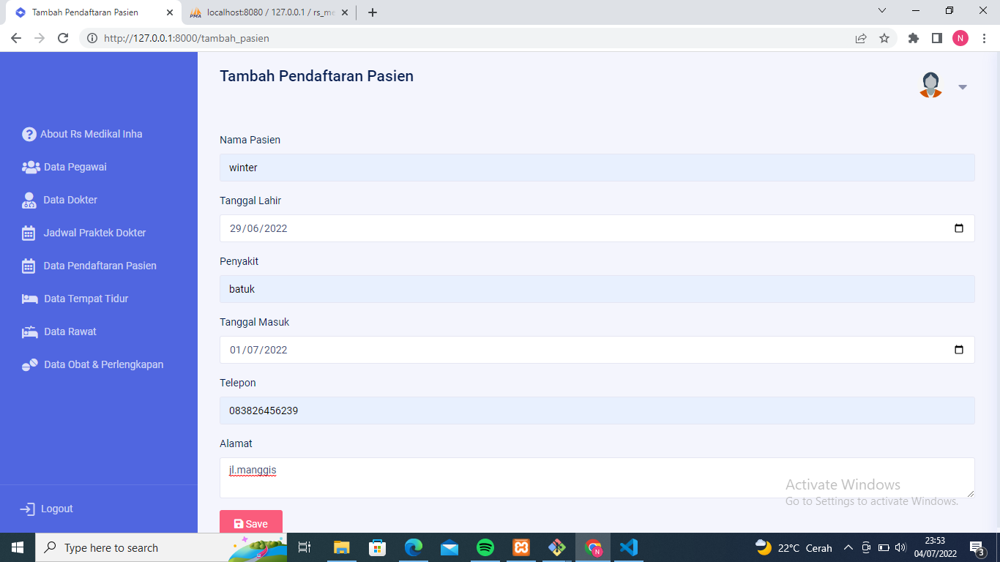 Tambah Pendaftaran Pasien
localhost:8080 / 127.0.0.1 / rs_me
http://127.0.0.1:8000/tambah_pasien
N
Tambah Pendaftaran Pasien
About Rs Medikal Inha
Data Pegawai
Data Dokter
Jadwal Praktek Dokter
Data Pendaftaran Pasien
Data Tempat Tidur
Data Rawat
Data Obat & Perlengkapan
Logout
Nama Pasien
winter
Tanggal Lahir
29/06/2022
Penyakit
batuk
Tanggal Masuk
01/07/2022
Telepon
083826456239
Alamat
jl.manggis
Save
Activate Windows
Go to Settings to activate Windows.
Type here to search
N
22°C Cerah
23:53
04/07/2022
3